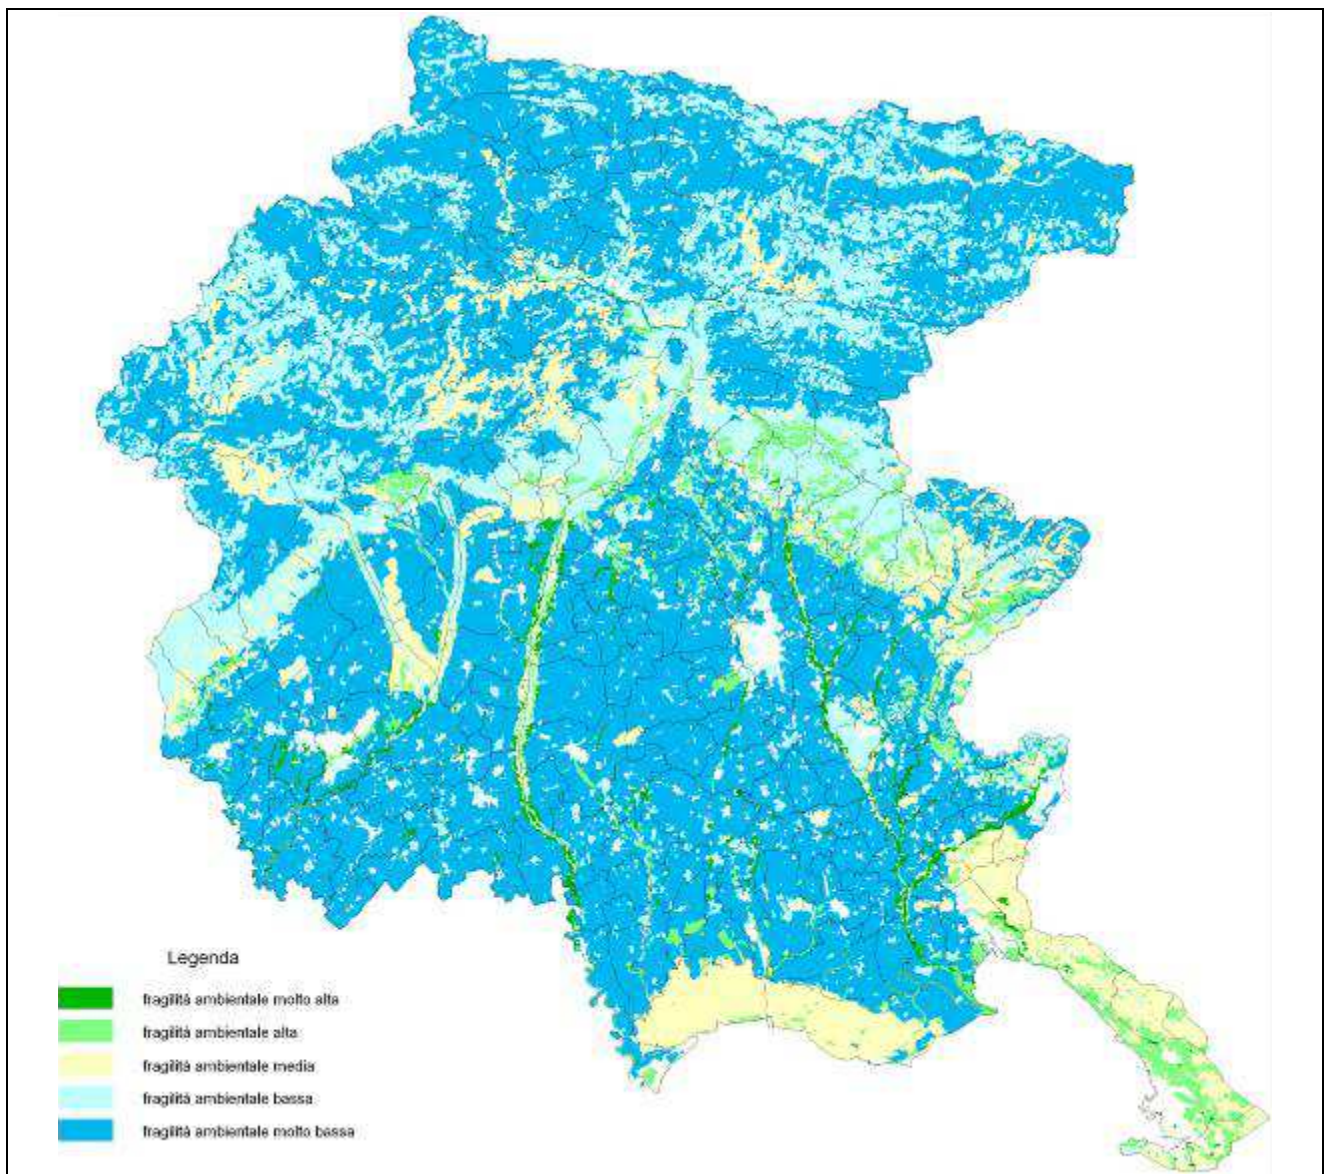 Legenda
fragilità ambientale molto alta
fragilità ambientale alta
fragilità ambientale media
fragilità ambientale bassa
fragilità ambientale molto bassa